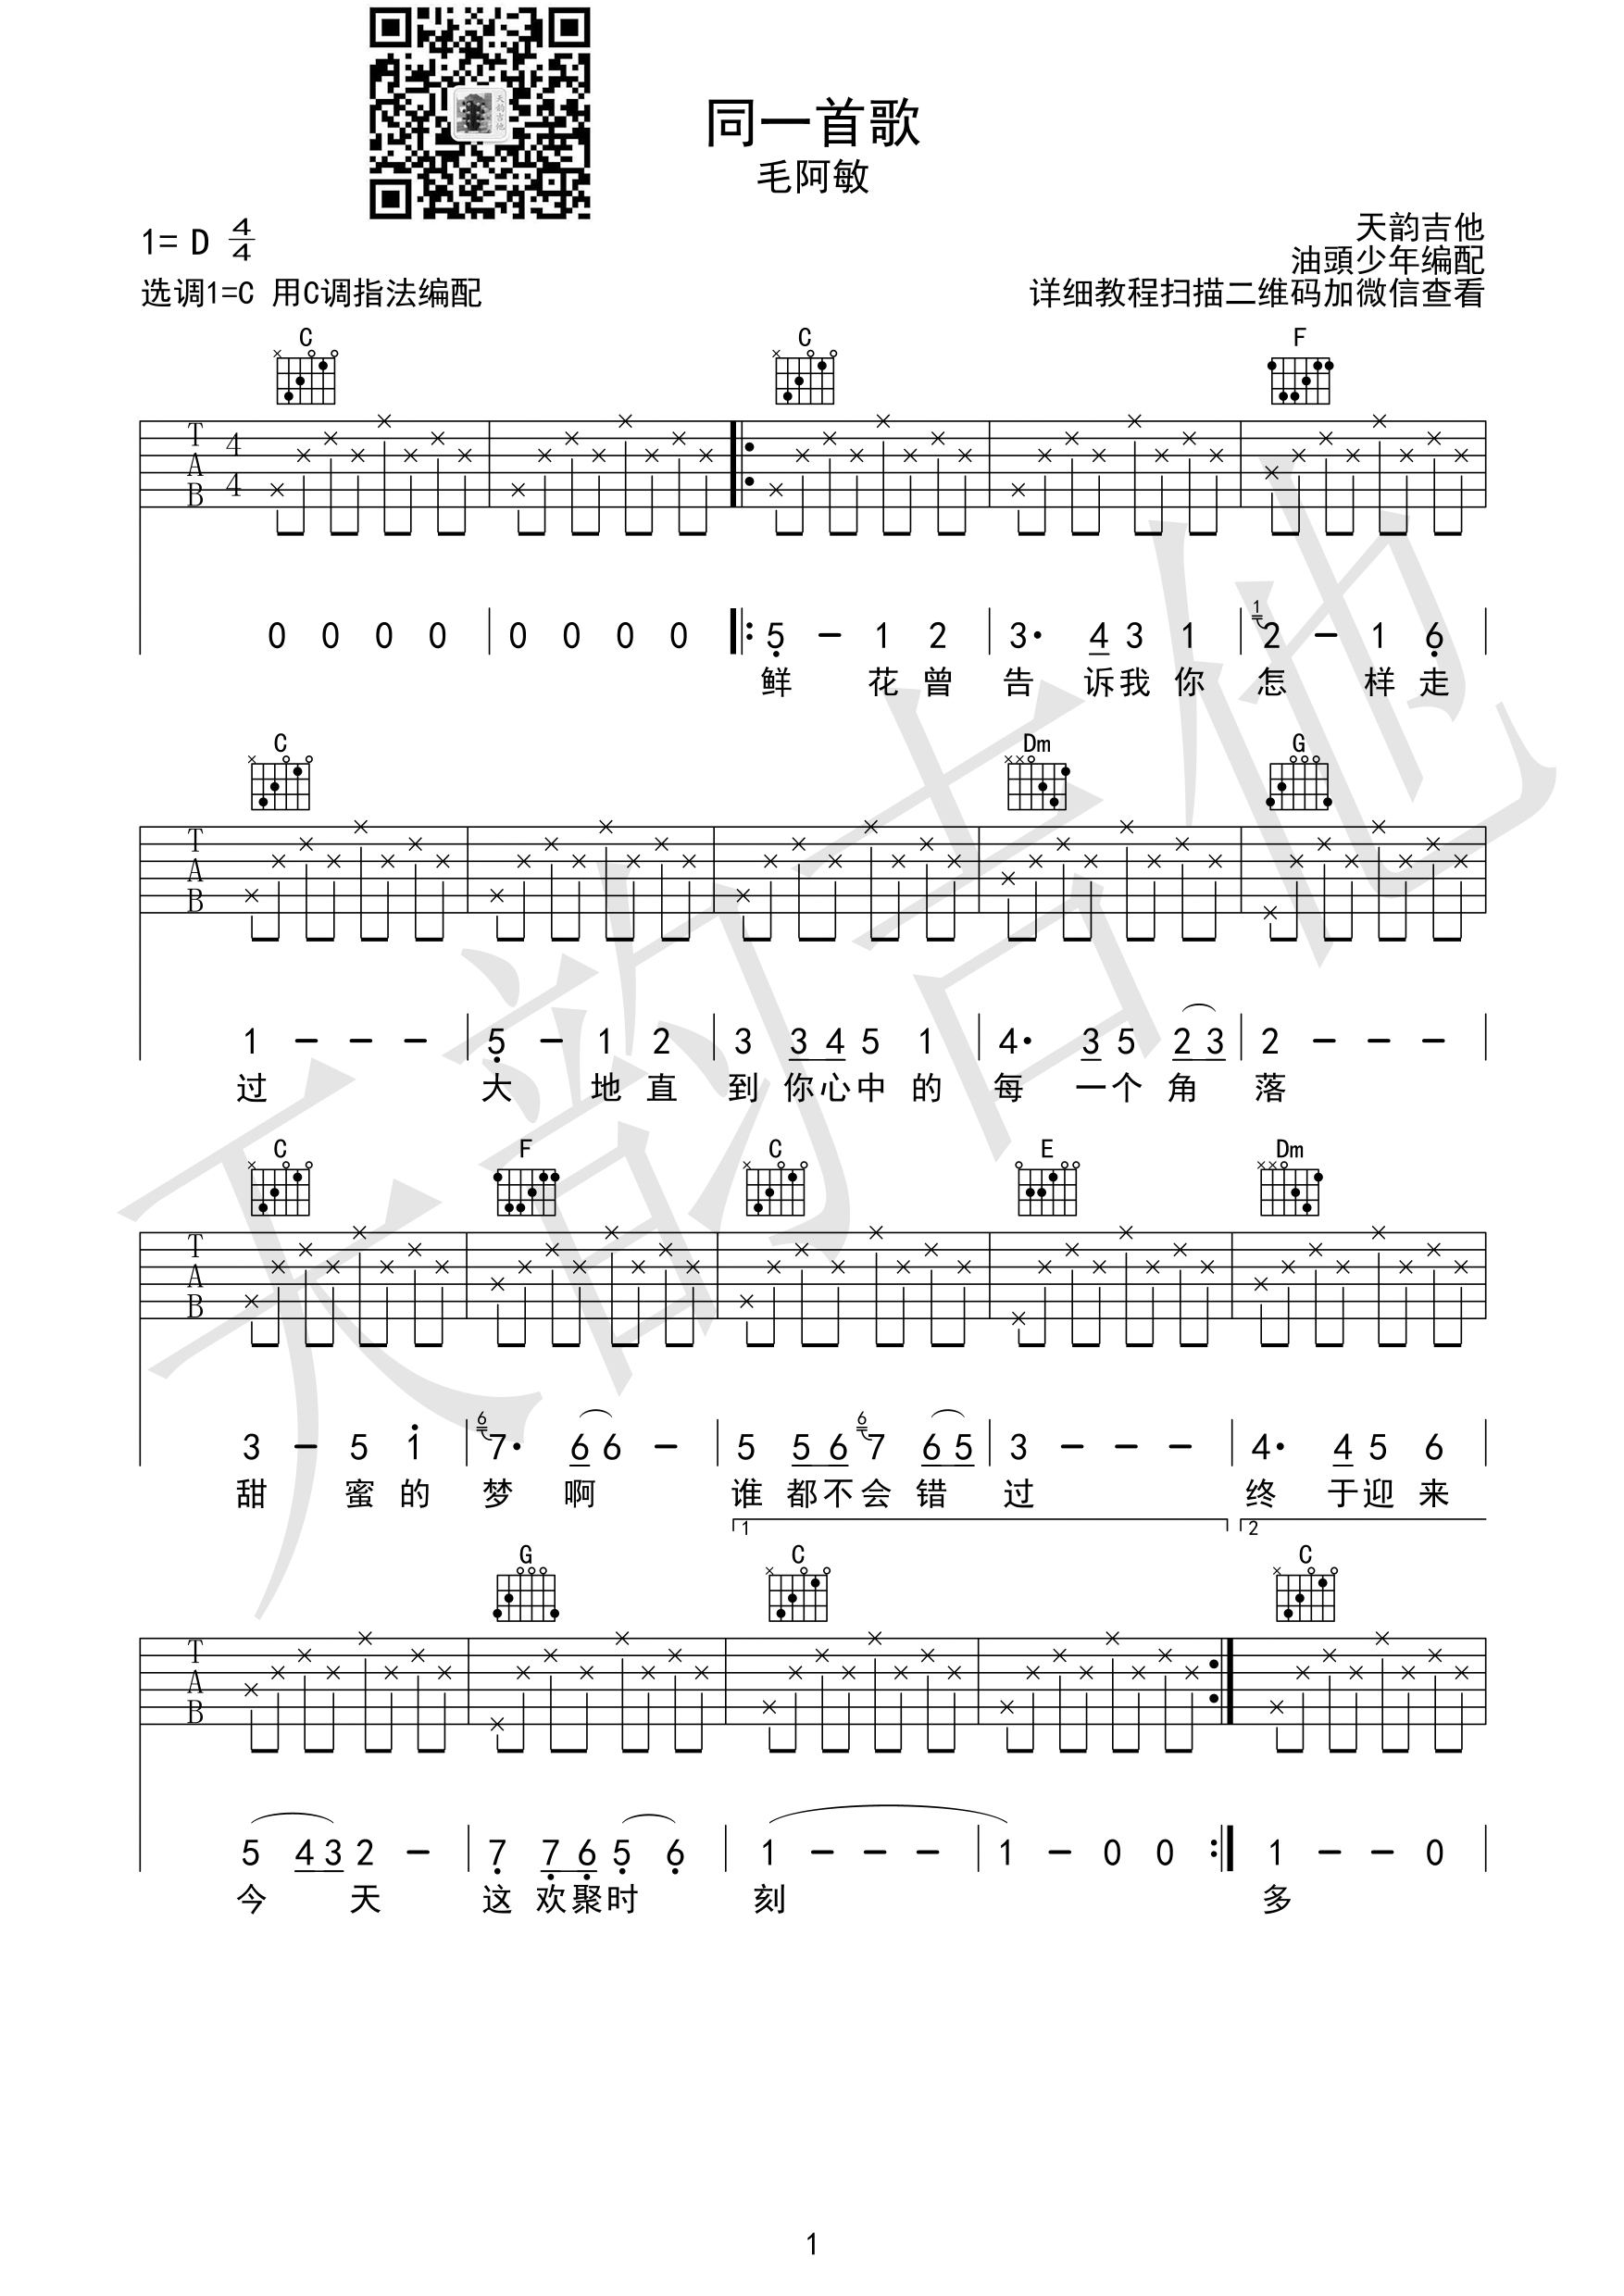 同一首歌
毛阿敏
1= D 4/4
天韵吉他
油頭少年编配
选调1=C 用C调指法编配
详细教程扫描二维码加微信查看
C C F
T A B 4 4
0 0 0 0 | 0 0 0 0 |: 5 - 1 2 | 3· 4 3 1 | 1 2 - 1 6 |
鲜 花 曾 告 诉 我 你 怎 样 走
C Dm G
T A B
1 - - - | 5 - 1 2 | 3 3 4 5 1 | 4· 3 5 2 3 | 2 - - - |
过 大 地 直 到 你 心 中 的 每 一 个 角 落
C F C E Dm
T A B
3 - 5 1 | 6 7· 6 6 - | 5 5 6 6 7 6 5 | 3 - - - | 4· 4 5 6
甜 蜜 的 梦 啊 谁 都 不 会 错 过 终 于 迎 来
1 2
G C C
T A B
5 4 3 2 - | 7 7 6 5 6 | 1 - - - | 1 - 0 0 :| 1 - - 0 |
今 天 这 欢 聚 时 刻 多
1
天韵吉他